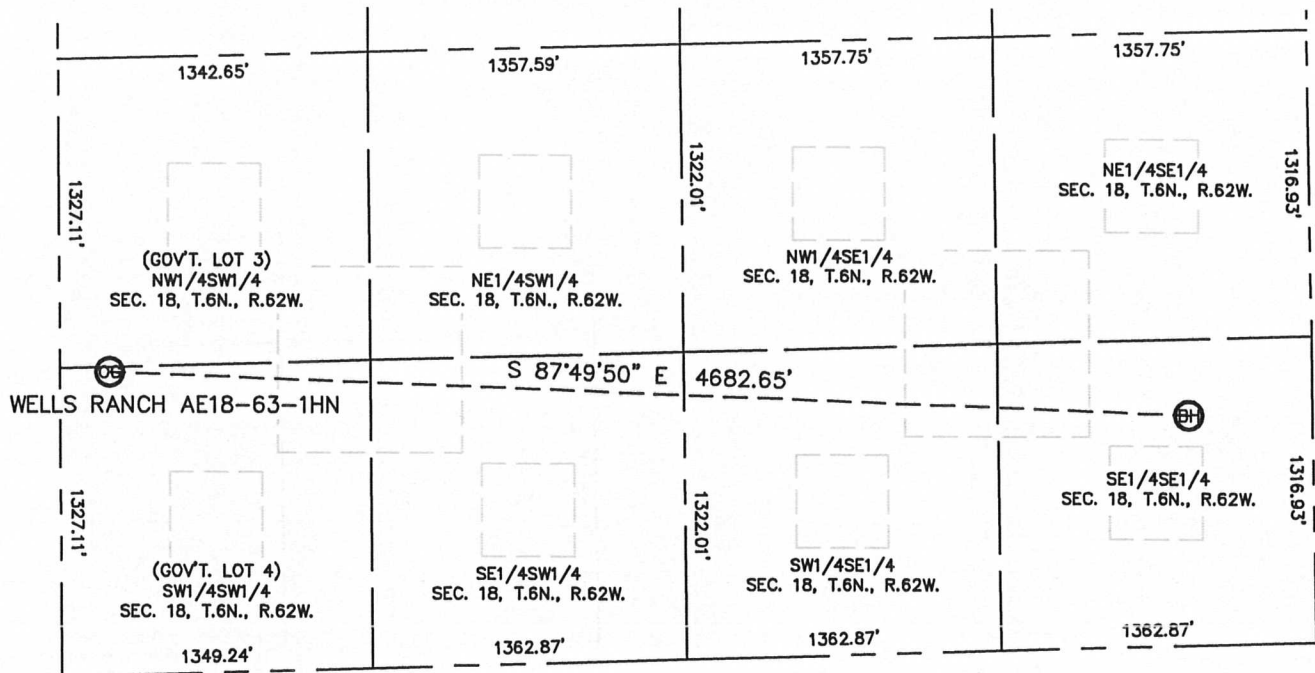 1342.65'
1357.59'
1357.75'
1357.75'
1327.11'
1322.01'
1316.93'
NE1/4SE1/4
SEC. 18, T.6N., R.62W.
(GOV'T. LOT 3)
NW1/4SW1/4
SEC. 18, T.6N., R.62W.
NE1/4SW1/4
SEC. 18, T.6N., R.62W.
NW1/4SE1/4
SEC. 18, T.6N., R.62W.
OG
S 87°49'50" E 4682.65'
WELLS RANCH AE18-63-1HN
BH
1327.11'
1322.01'
1316.93'
SE1/4SE1/4
SEC. 18, T.6N., R.62W.
(GOV'T. LOT 4)
SW1/4SW1/4
SEC. 18, T.6N., R.62W.
SE1/4SW1/4
SEC. 18, T.6N., R.62W.
SW1/4SE1/4
SEC. 18, T.6N., R.62W.
1349.24'
1362.87'
1362.87'
1362.87'